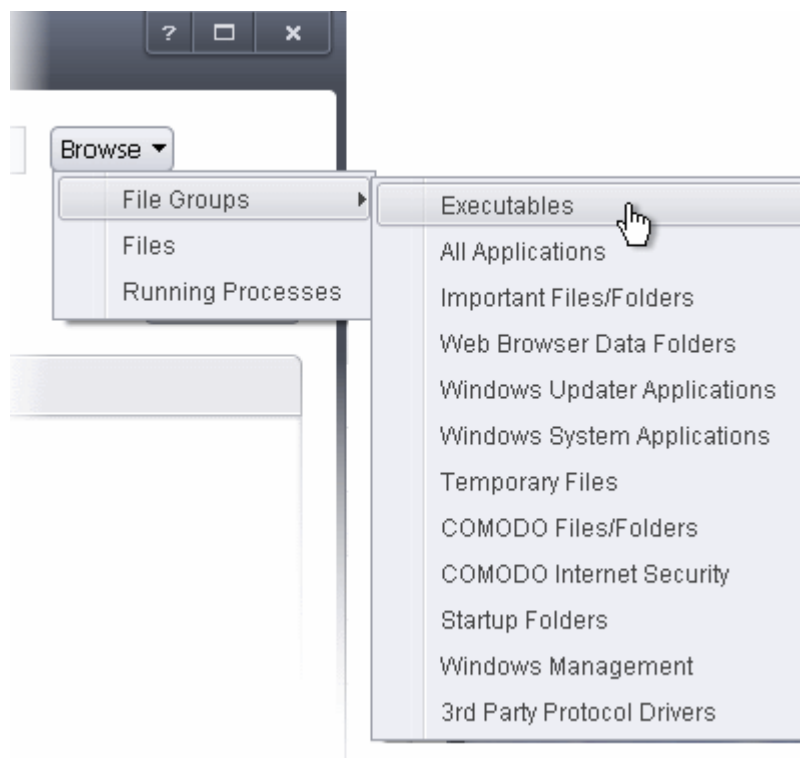 ?
Browse
File Groups
Files
Running Processes
Executables
All Applications
Important Files/Folders
Web Browser Data Folders
Windows Updater Applications
Windows System Applications
Temporary Files
COMODO Files/Folders
COMODO Internet Security
Startup Folders
Windows Management
3rd Party Protocol Drivers